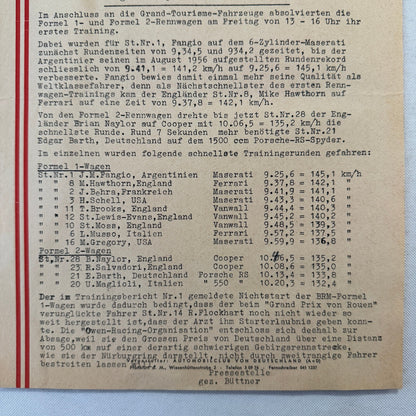 Im Anschluss an die Grand-Tourisme-Fahrzeuge absolvierten die
Formel 1- und Formel 2-Rennwagen am Freitag von 13 - 16 Uhr ihr
erstes Training.
Dabei wurden für St.Nr.1, Fangio auf dem 6-Zylinder-Maserati
zunächst Rundenzeiten von 9,34,5 und 934,2 gezeitet, bis der
Argentinier seinen im August 1956 aufgestellten Rundenrekord
schliesslich von 9.41,1 = 141,2 km/h auf 9.25,6 = 145,1 km/h
verbesserte. Fangio bewies damit einmal mehr seine Qualität als
Weltklassefahrer, denn als Nächstschnellster des ersten Renn-
wagen-Trainings kam der Engländer St.Nr.8, Mike Hawthorn auf
Ferrari auf eine Zeit von 9.37,8 = 142,1 km/h.
Von den Formel 2-Rennwagen drehte bis jetzt St.Nr.28 der Eng-
länder Brian Naylor auf Cooper mit 10.06,5 = 135,2 km/h die
schnellste Runde. Rund 7 Sekunden mehr benötigte St.Nr.21
Edgar Barth, Deutschland auf dem 1500 ccm Porsche-RS-Spyder.
Im einzelnen wurden folgende schnellste Trainingsrunden gefahren:
Formel 1-Wagen
St.Nr.1 J.M.Fangio, Argentinien Maserati 9.25,6 = 145,1 km/h
" " 8 M.Hawthorn,England Ferrari 9.37,8 = 142,1 "
" " 2 J.Behra,Frankreich Maserati 9.41,9 = 141,1 "
" " 3 H.Schell, USA Maserati 9.43,3 = 140,7 "
" " 11 T.Brooks, England Vanwall 9.44,4 = 140,5 "
" " 12 St.Lewis-Evans,England Vanwall 9.45,2 = 140,2 "
" " 10 St.Moss, England Vanwall 9.48,5 = 139,3 "
" " 6 L.Musso, Italien Ferrari 9.57,2 = 137,5 "
" " 16 M.Gregory, USA Maserati 9.59,9 = 136,8 "
Formel 2-Wagen
St.Nr.28 B.Naylor, England Cooper 10.06,5 = 135,2 "
" " 23 R.Salvadori,England Cooper 10.08,6 = 135,0 "
" " 21 E.Barth, Deutschland Porsche RS 10.13,4 = 133,8 "
" " 20 U.Maglioli, Italien " 550 10.20,3 = 132,4 "
Der im Trainingsbericht Nr.1 gemeldete Nichtstart der BRM-Formel
1-Wagen wurde dadurch bedingt, dass der beim "Grand Prix von Rouen"
verunglückte Fahrer St.Nr.14 R.Flockhart noch nicht wieder so
weit hergestellt ist, dass der Arzt ihm Starterlaubnis geben konn-
te. Die "Owen-Racing-Organisation" entschloss sich deshalb zur
Absage, weil sie den Grossen Preis von Deutschland über eine Distanz
von 500 km auf einer derartig schwierigen Gebirgsrennstrecke,
wie sie der Nürburgring darstellt, nicht durch zweitrangige Fahrer
bestreiten lassen
AUTOMOBILCLUB VON DEUTSCHLAND (AvD)
Pressestelle
gez. Büttner